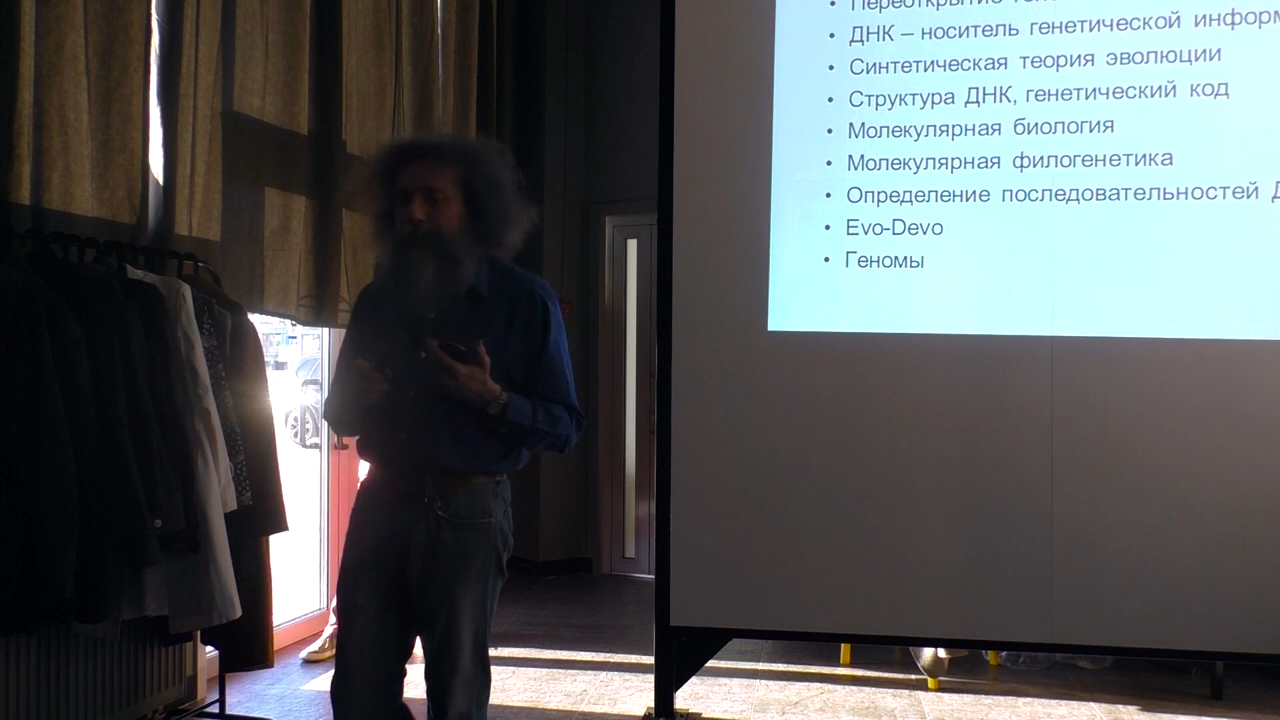 • Переоткрытие
• ДНК – носитель генетической
• Синтетическая теория эволюции
• Структура ДНК, генетический код
• Молекулярная биология
• Молекулярная филогенетика
• Определение последовательностей
• Evo-Devo
• Геномы